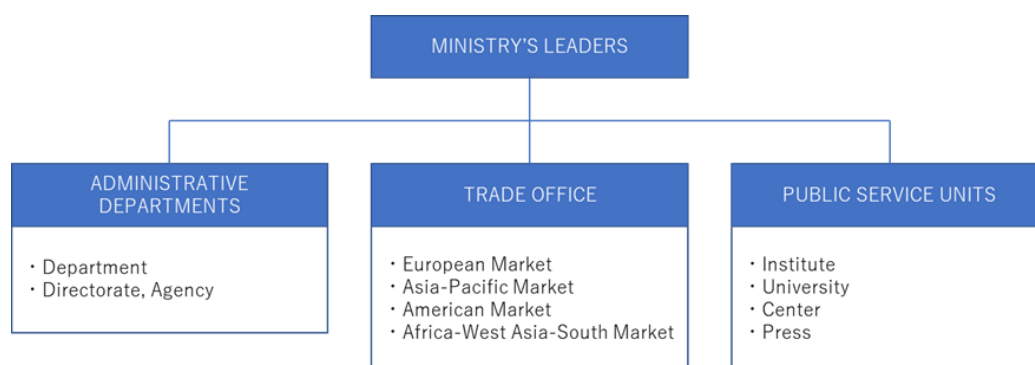 MINISTRY'S LEADERS
ADMINISTRATIVE
DEPARTMENTS
・Department
・Directorate, Agency
TRADE OFFICE
・European Market
・Asia-Pacific Market
・American Market
・Africa-West Asia-South Market
PUBLIC SERVICE UNITS
・Institute
・University
・Center
・Press